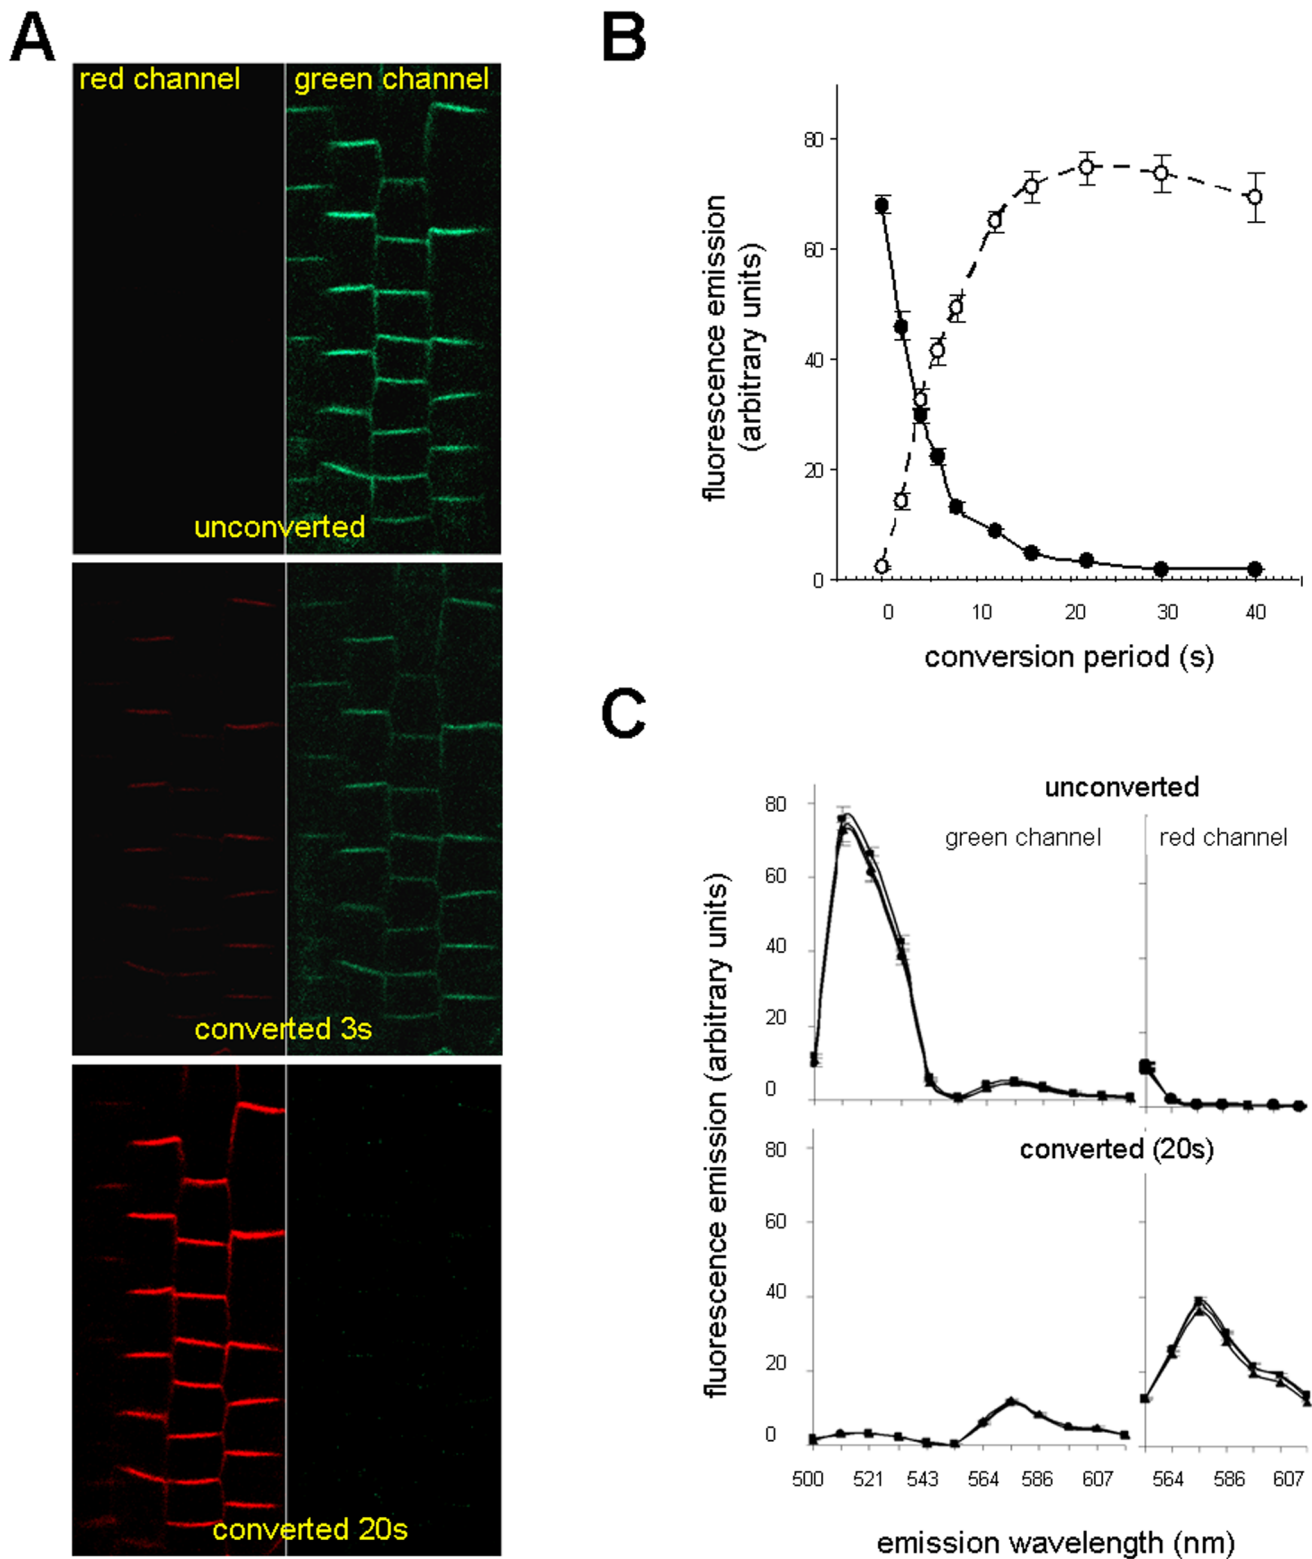 A
red channel
green channel
unconverted
converted 3s
converted 20s
B
fluorescence emission
(arbitrary units)
80
60
40
20
0
0 10 20 30 40
conversion period (s)
C
unconverted
green channel
red channel
fluorescence emission (arbitrary units)
80
60
40
20
0
converted (20s)
80
60
40
20
0
500 521 543 564 586 607 564 586 607
emission wavelength (nm)